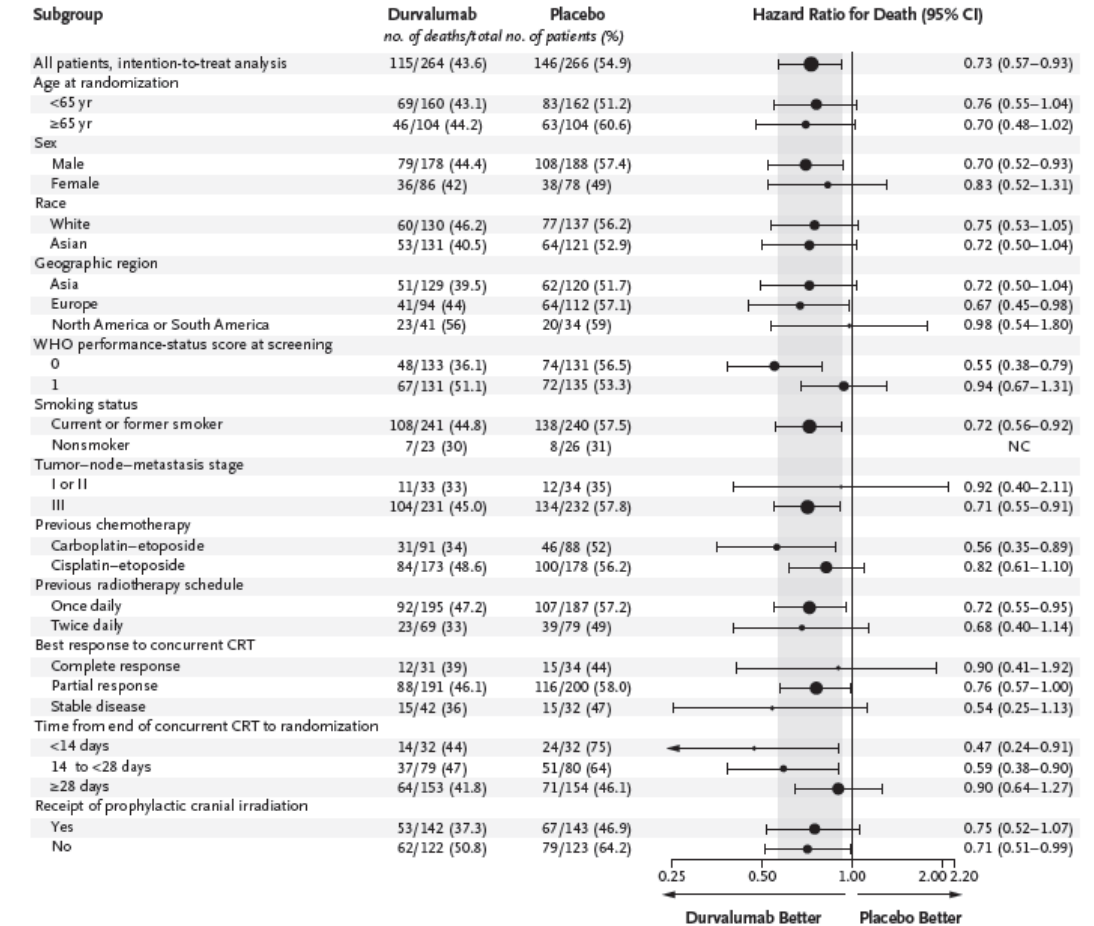 Subgroup Durvalumab Placebo Hazard Ratio for Death (95% CI)
no. of deaths/total no. of patients (%)
All patients, intention-to-treat analysis 115/264 (43.6) 146/266 (54.9) 0.73 (0.57–0.93)
Age at randomization
<65 yr 69/160 (43.1) 83/162 (51.2) 0.76 (0.55–1.04)
≥65 yr 46/104 (44.2) 63/104 (60.6) 0.70 (0.48–1.02)
Sex
Male 79/178 (44.4) 108/188 (57.4) 0.70 (0.52–0.93)
Female 36/86 (42) 38/78 (49) 0.83 (0.52–1.31)
Race
White 60/130 (46.2) 77/137 (56.2) 0.75 (0.53–1.05)
Asian 53/131 (40.5) 64/121 (52.9) 0.72 (0.50–1.04)
Geographic region
Asia 51/129 (39.5) 62/120 (51.7) 0.72 (0.50–1.04)
Europe 41/94 (44) 64/112 (57.1) 0.67 (0.45–0.98)
North America or South America 23/41 (56) 20/34 (59) 0.98 (0.54–1.80)
WHO performance-status score at screening
0 48/133 (36.1) 74/131 (56.5) 0.55 (0.38–0.79)
1 67/131 (51.1) 72/135 (53.3) 0.94 (0.67–1.31)
Smoking status
Current or former smoker 108/241 (44.8) 138/240 (57.5) 0.72 (0.56–0.92)
Nonsmoker 7/23 (30) 8/26 (31) NC
Tumor–node–metastasis stage
I or II 11/33 (33) 12/34 (35) 0.92 (0.40–2.11)
III 104/231 (45.0) 134/232 (57.8) 0.71 (0.55–0.91)
Previous chemotherapy
Carboplatin–etoposide 31/91 (34) 46/88 (52) 0.56 (0.35–0.89)
Cisplatin–etoposide 84/173 (48.6) 100/178 (56.2) 0.82 (0.61–1.10)
Previous radiotherapy schedule
Once daily 92/195 (47.2) 107/187 (57.2) 0.72 (0.55–0.95)
Twice daily 23/69 (33) 39/79 (49) 0.68 (0.40–1.14)
Best response to concurrent CRT
Complete response 12/31 (39) 15/34 (44) 0.90 (0.41–1.92)
Partial response 88/191 (46.1) 116/200 (58.0) 0.76 (0.57–1.00)
Stable disease 15/42 (36) 15/32 (47) 0.54 (0.25–1.13)
Time from end of concurrent CRT to randomization
<14 days 14/32 (44) 24/32 (75) 0.47 (0.24–0.91)
14 to <28 days 37/79 (47) 51/80 (64) 0.59 (0.38–0.90)
≥28 days 64/153 (41.8) 71/154 (46.1) 0.90 (0.64–1.27)
Receipt of prophylactic cranial irradiation
Yes 53/142 (37.3) 67/143 (46.9) 0.75 (0.52–1.07)
No 62/122 (50.8) 79/123 (64.2) 0.71 (0.51–0.99)
0.25 0.50 1.00 2.00 2.20
Durvalumab Better Placebo Better